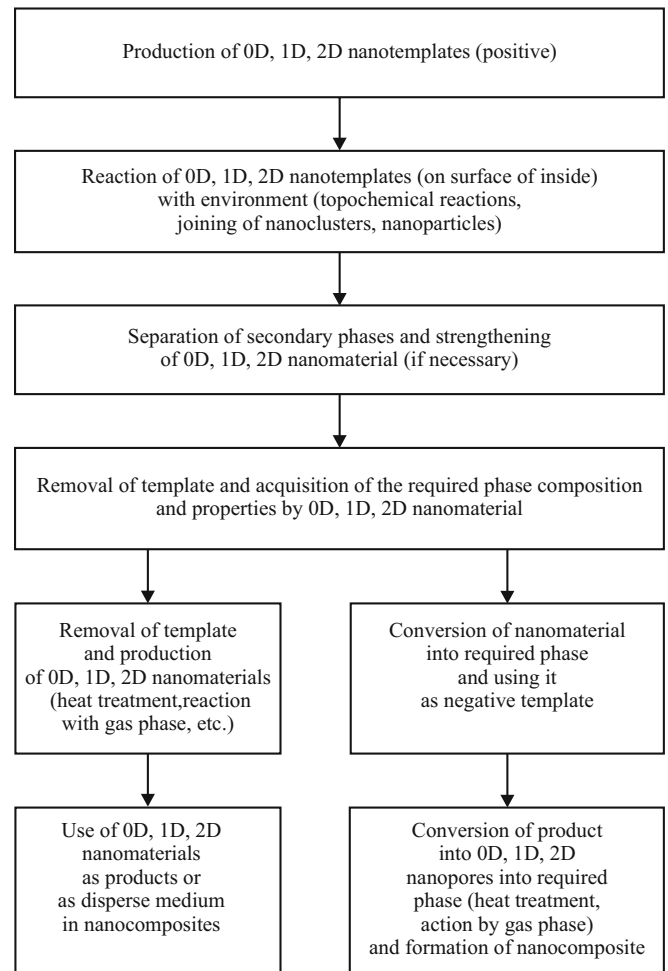 Production of 0D, 1D, 2D nanotemplates (positive)
Reaction of 0D, 1D, 2D nanotemplates (on surface of inside)
with environment (topochemical reactions,
joining of nanoclusters, nanoparticles)
Separation of secondary phases and strengthening
of 0D, 1D, 2D nanomaterial (if necessary)
Removal of template and acquisition of the required phase composition
and properties by 0D, 1D, 2D nanomaterial
Removal of template
and production
of 0D, 1D, 2D nanomaterials
(heat treatment,reaction
with gas phase, etc.)
Conversion of nanomaterial
into required phase
and using it
as negative template
Use of 0D, 1D, 2D
nanomaterials
as products or
as disperse medium
in nanocomposites
Conversion of product
into 0D, 1D, 2D
nanopores into required
phase (heat treatment,
action by gas phase)
and formation of nanocomposite